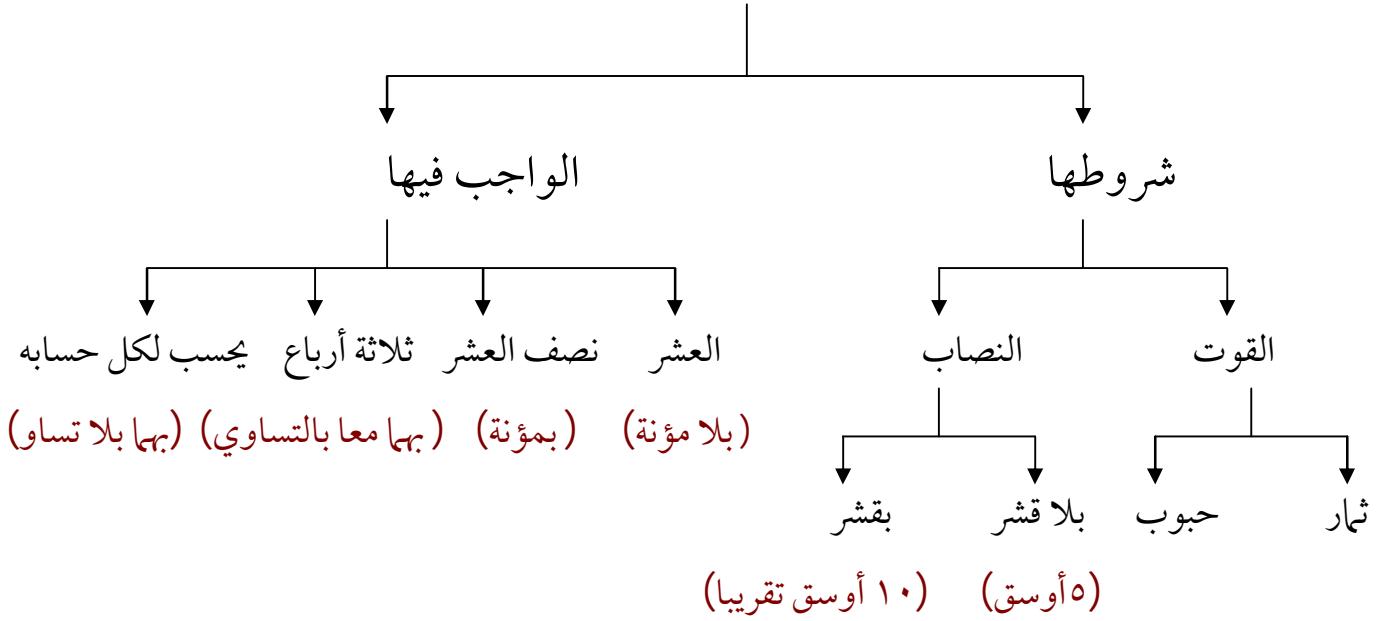 شروطها الواجب فيها
القوت النصاب العشر نصف العشر ثلاثة أرباع يحسب لكل حسابه
(بلا مؤنة) (بمؤنة) (بهما معا بالتساوي) (بهما بلا تساو)
ثمار حبوب بلا قشر بقشر
(٥أوسق) (١٠ أوسق تقريبا)